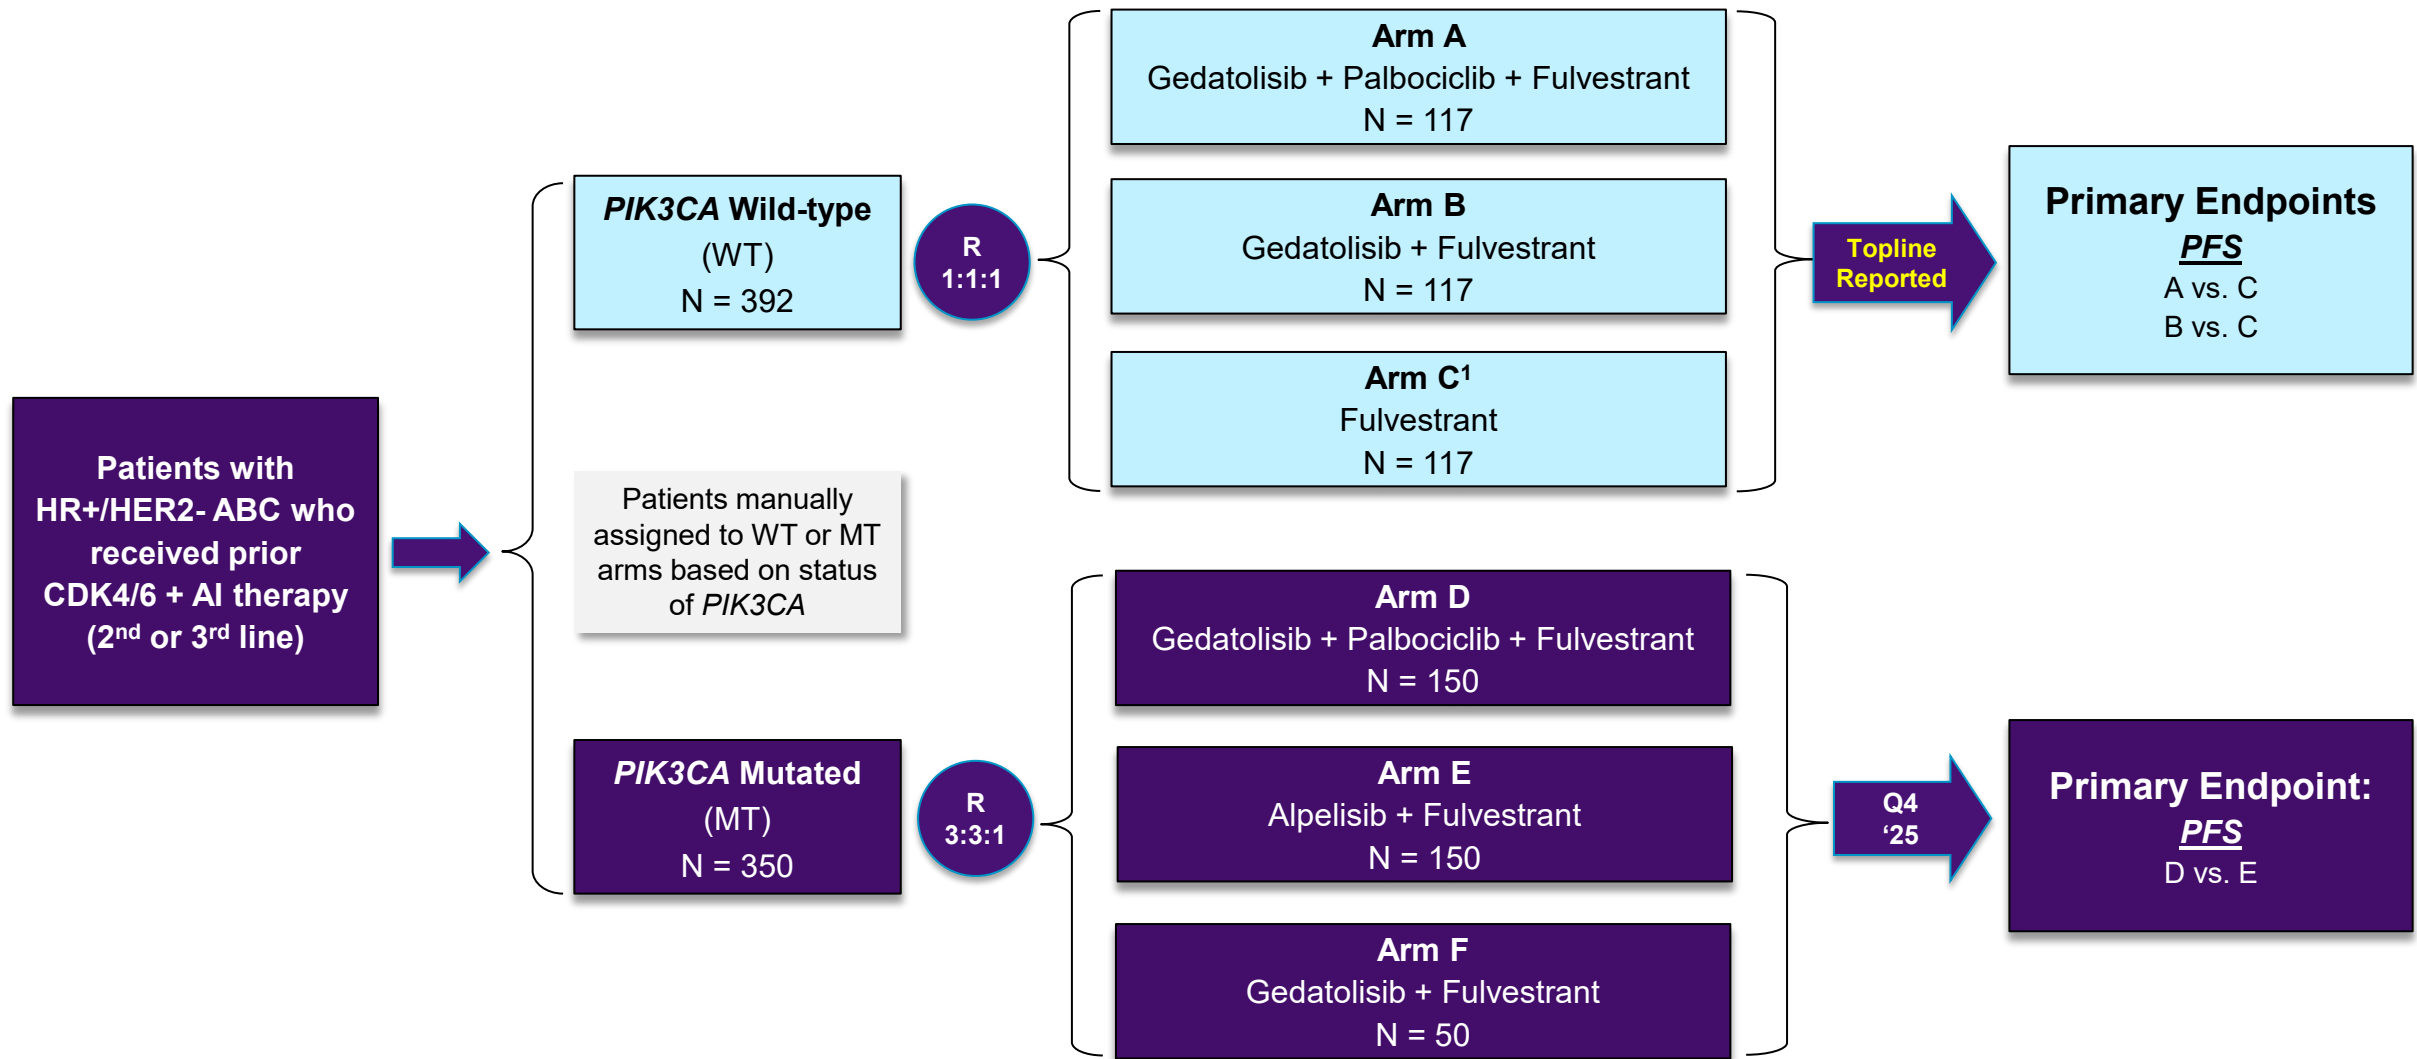 Patients with
HR+/HER2- ABC who
received prior
CDK4/6 + AI therapy
(2nd or 3rd line)
PIK3CA Wild-type
(WT)
N = 392
Patients manually
assigned to WT or MT
arms based on status
of PIK3CA
PIK3CA Mutated
(MT)
N = 350
R
1:1:1
R
3:3:1
Arm A
Gedatolisib + Palbociclib + Fulvestrant
N = 117
Arm B
Gedatolisib + Fulvestrant
N = 117
Arm C¹
Fulvestrant
N = 117
Arm D
Gedatolisib + Palbociclib + Fulvestrant
N = 150
Arm E
Alpelisib + Fulvestrant
N = 150
Arm F
Gedatolisib + Fulvestrant
N = 50
Topline
Reported
Q4
‘25
Primary Endpoints
PFS
A vs. C
B vs. C
Primary Endpoint:
PFS
D vs. E